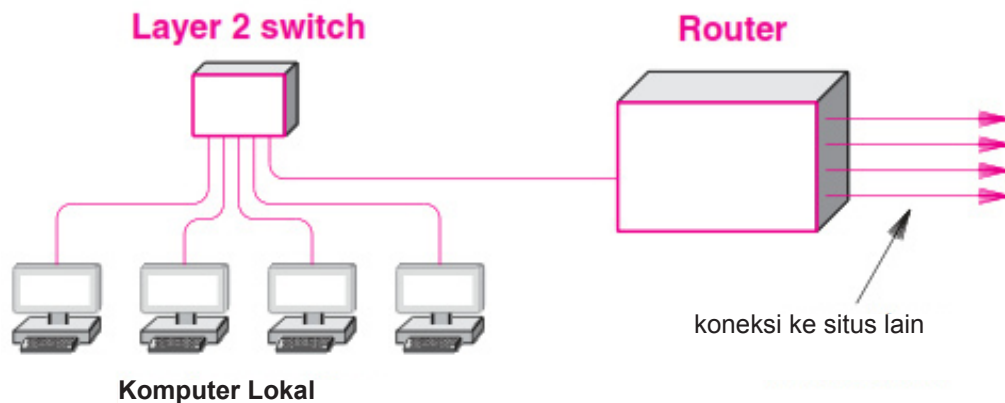 Layer 2 switch
Router
koneksi ke situs lain
Komputer Lokal